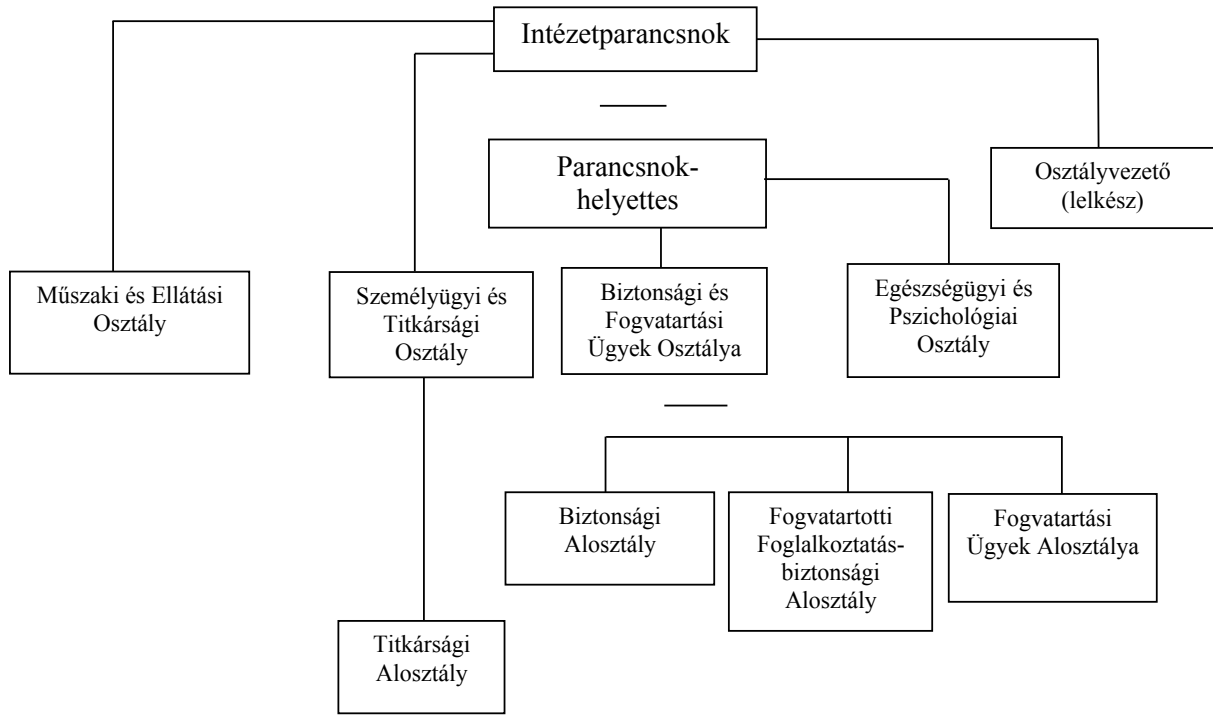 Intézetparancsnok
Parancsnok-
helyettes
Osztályvezető
(lelkész)
Műszaki és Ellátási
Osztály
Személyügyi és
Titkársági
Osztály
Biztonsági és
Fogvatartási
Ügyek Osztálya
Egészségügyi és
Pszichológiai
Osztály
Biztonsági
Alosztály
Fogvatartotti
Foglalkoztatás-
biztonsági
Alosztály
Fogvatartási
Ügyek Alosztálya
Titkársági
Alosztály